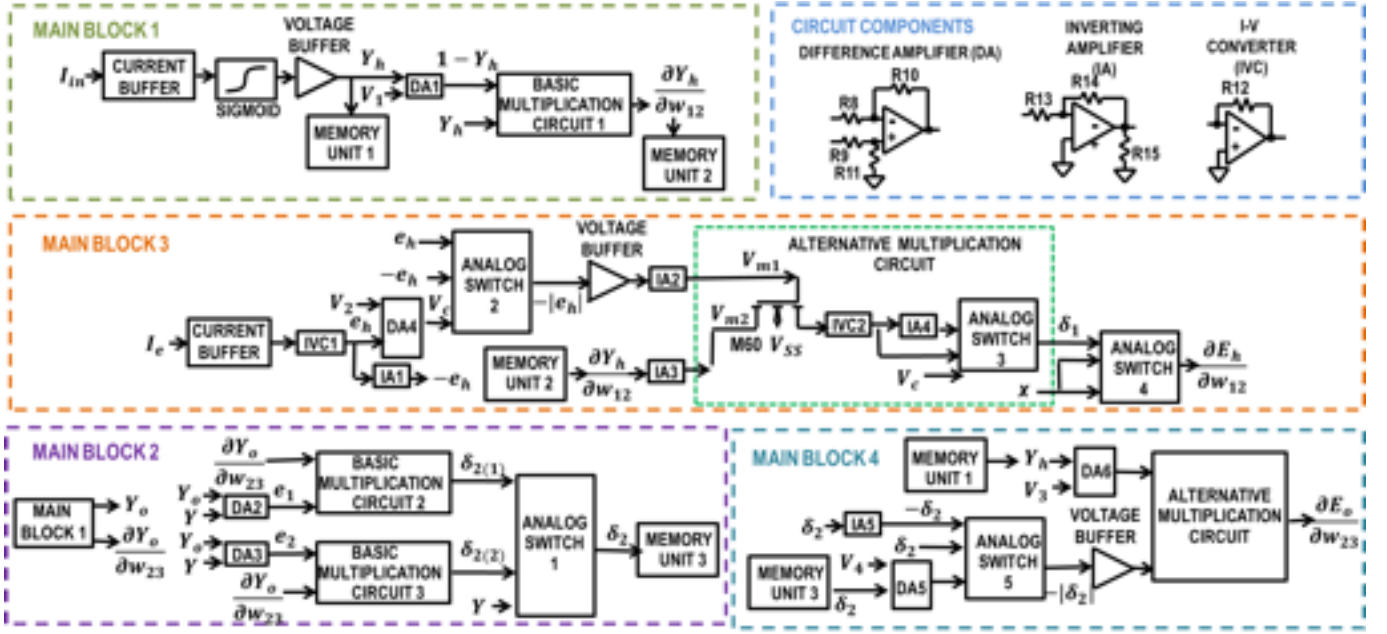 MAIN BLOCK 1
VOLTAGE
BUFFER
I_in
CURRENT
BUFFER
SIGMOID
Y_h
V_1
DA1
1 − Y_h
Y_h
BASIC
MULTIPLICATION
CIRCUIT 1
∂Y_h
∂w_12
MEMORY
UNIT 1
MEMORY
UNIT 2
CIRCUIT COMPONENTS
DIFFERENCE AMPLIFIER (DA)
R10
R8
R9
R11
INVERTING
AMPLIFIER
(IA)
R14
R13
R15
I-V
CONVERTER
(IVC)
R12
MAIN BLOCK 3
I_e
CURRENT
BUFFER
IVC1
e_h
V_2
DA4
V_c
IA1
−e_h
e_h
−e_h
ANALOG
SWITCH
2
−|e_h|
VOLTAGE
BUFFER
IA2
MEMORY
UNIT 2
∂Y_h
∂w_12
IA3
ALTERNATIVE MULTIPLICATION
CIRCUIT
V_m1
V_m2
M60
V_SS
IVC2
IA4
V_c
ANALOG
SWITCH
3
δ_1
x
ANALOG
SWITCH
4
∂E_h
∂w_12
MAIN BLOCK 2
MAIN
BLOCK 1
Y_o
∂Y_o
∂w_23
∂Y_o
∂w_23
Y_o
Y
DA2
e_1
BASIC
MULTIPLICATION
CIRCUIT 2
δ_2(1)
Y_o
Y
DA3
e_2
∂Y_o
∂w_23
BASIC
MULTIPLICATION
CIRCUIT 3
δ_2(2)
Y
ANALOG
SWITCH
1
δ_2
MEMORY
UNIT 3
MAIN BLOCK 4
MEMORY
UNIT 1
Y_h
V_3
DA6
δ_2
IA5
−δ_2
δ_2
V_4
MEMORY
UNIT 3
δ_2
DA5
ANALOG
SWITCH
5
−|δ_2|
VOLTAGE
BUFFER
ALTERNATIVE
MULTIPLICATION
CIRCUIT
∂E_o
∂w_23